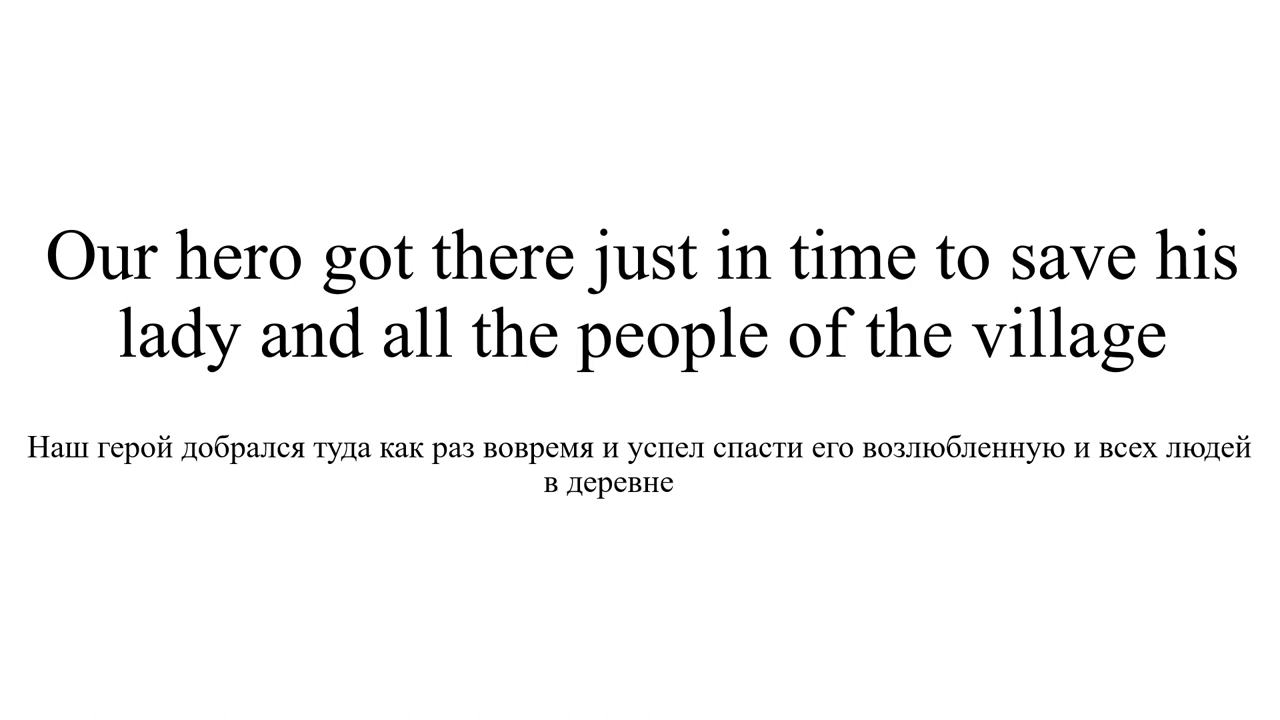 Our hero got there just in time to save his
lady and all the people of the village
Наш герой добрался туда как раз вовремя и успел спасти его возлюбленную и всех людей
в деревне